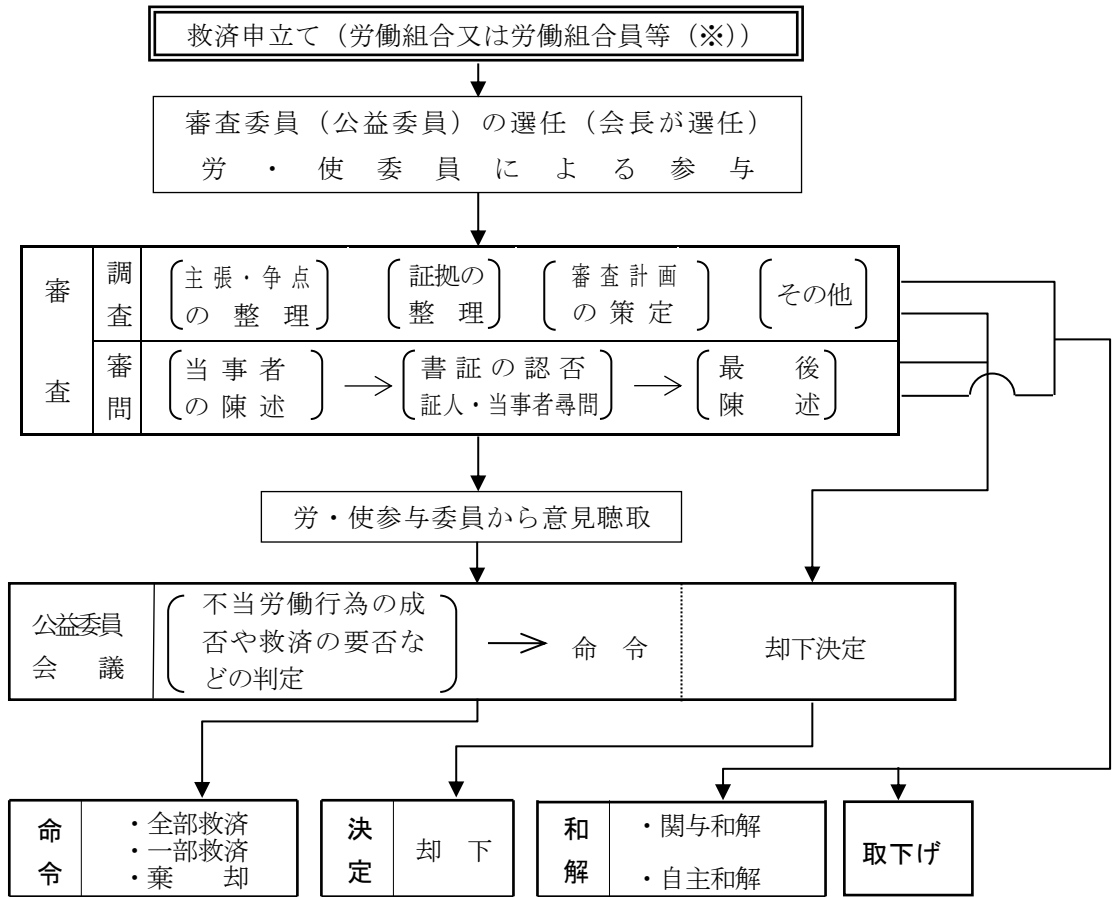 救済申立て（労働組合又は労働組合員等（※））
審査委員（公益委員）の選任（会長が選任）
労・使委員による参与
審査
調査
主張・争点
の整理
証拠の
整理
審査計画
の策定
その他
審問
当事者
の陳述
書証の認否
証人・当事者尋問
最後
陳述
労・使参与委員から意見聴取
公益委員
会議
不当労働行為の成
否や救済の要否な
どの判定
命令
却下決定
命令
・全部救済
・一部救済
・棄却
決定
却下
和解
・関与和解
・自主和解
取下げ